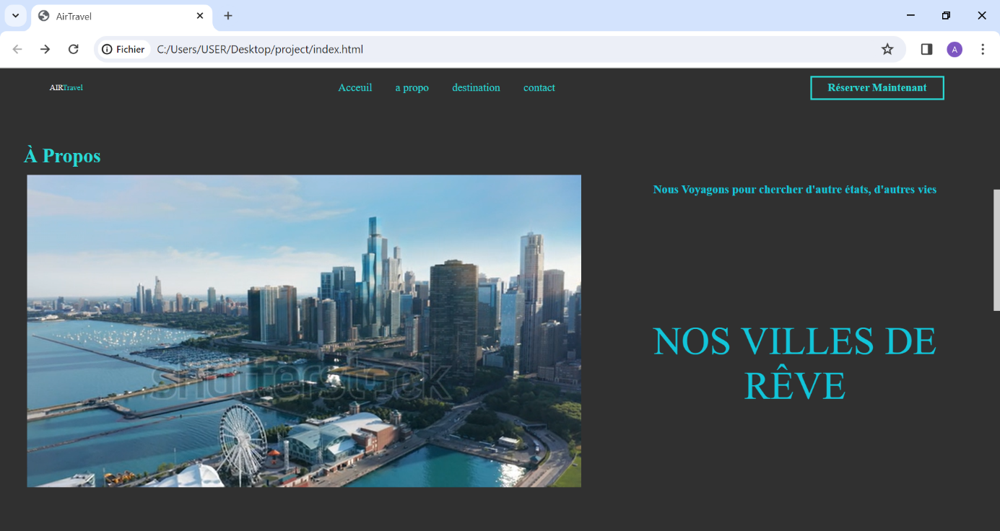 AirTravel
Fichier
C:/Users/USER/Desktop/project/index.html
A
AIRTravel
Acceuil
a propo
destination
contact
Réserver Maintenant
À Propos
Nous Voyagons pour chercher d'autre états, d'autres vies
shutterstock
NOS VILLES DE
RÊVE